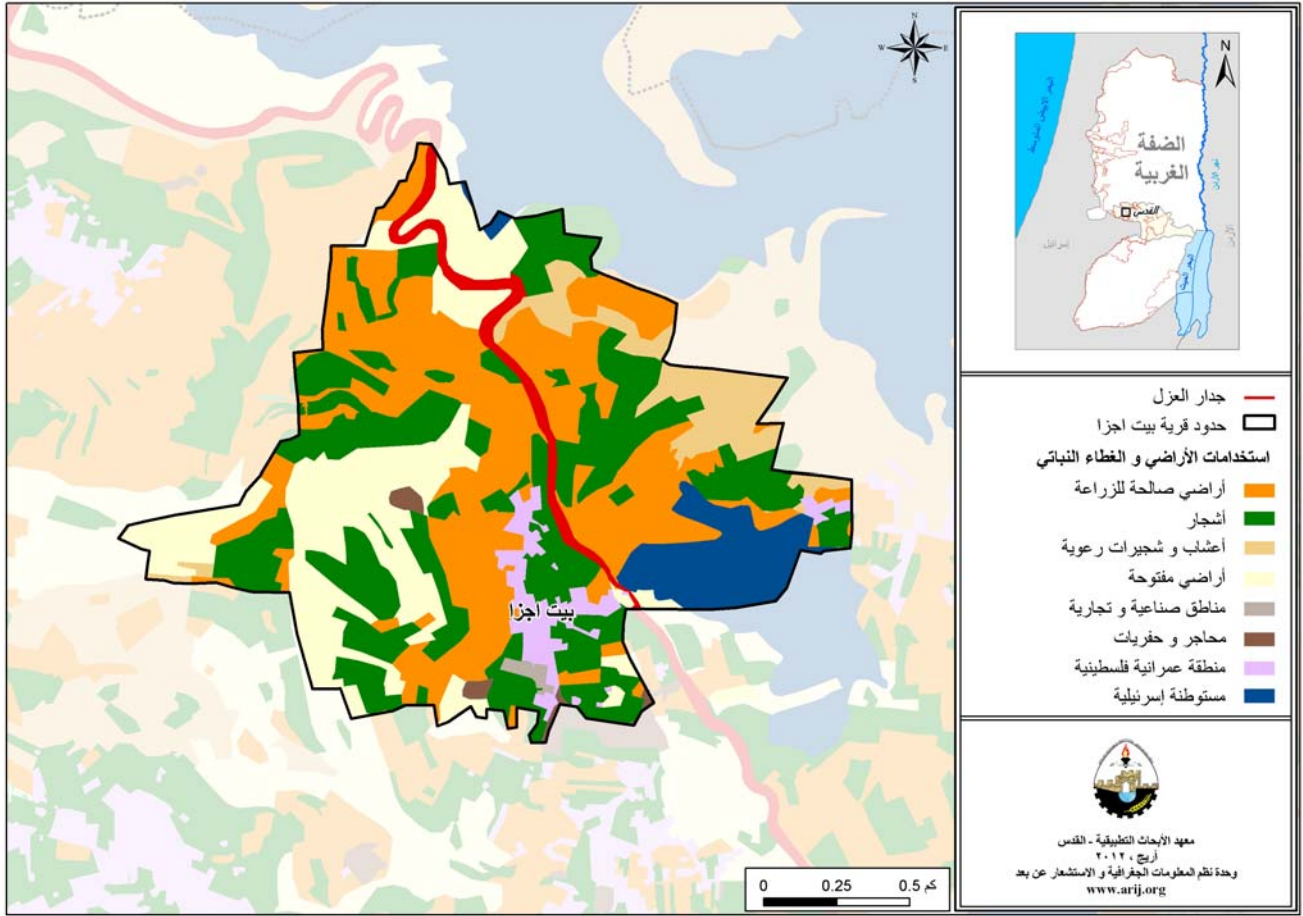 بيت اجزا
0 0.25 0.5 كم
N
W E
S
N
البحر الابيض المتوسط
الضفة
الغربية
نهر الأردن
القدس
إسرائيل
الأردن
البحر الميت
جدار العزل
حدود قرية بيت اجزا
استخدامات الأراضي و الغطاء النباتي
أراضي صالحة للزراعة
أشجار
أعشاب و شجيرات رعوية
أراضي مفتوحة
مناطق صناعية و تجارية
محاجر و حفريات
منطقة عمرانية فلسطينية
مستوطنة إسرئيلية
معهد الأبحاث التطبيقية - القدس
أريج ، ٢٠١٢
وحدة نظم المعلومات الجغرافية و الاستشعار عن بعد
www.arij.org